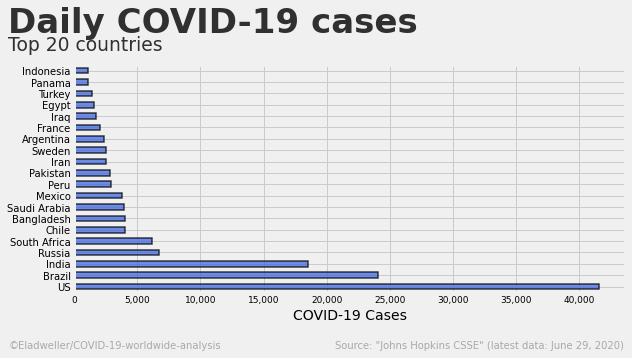 Daily COVID-19 cases
Top 20 countries
Indonesia
Panama
Turkey
Egypt
Iraq
France
Argentina
Sweden
Iran
Pakistan
Peru
Mexico
Saudi Arabia
Bangladesh
Chile
South Africa
Russia
India
Brazil
US
0 5,000 10,000 15,000 20,000 25,000 30,000 35,000 40,000
COVID-19 Cases
©Eladweller/COVID-19-worldwide-analysis Source: "Johns Hopkins CSSE" (latest data: June 29, 2020)